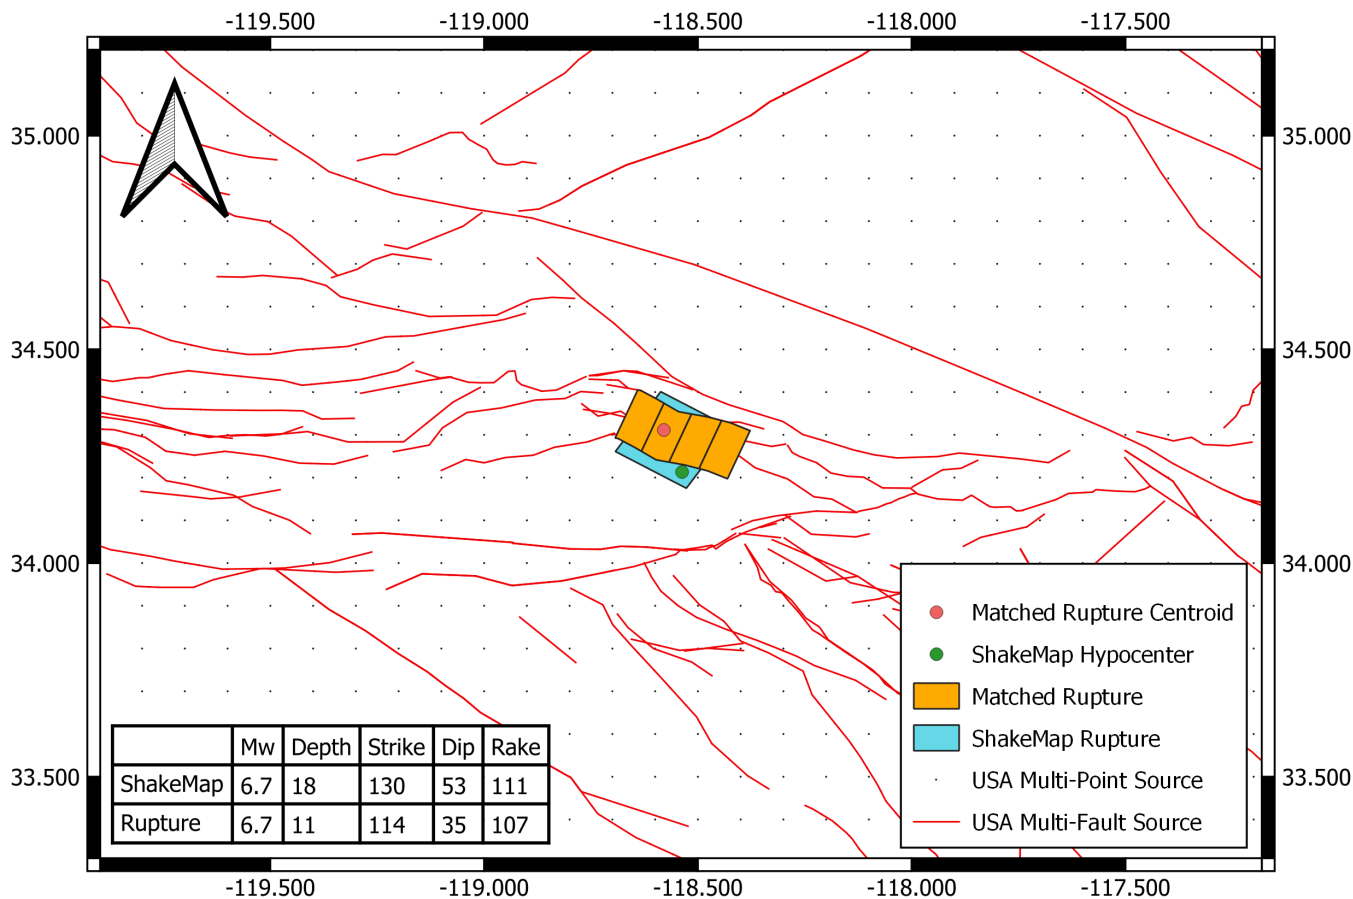 -119.500 -119.000 -118.500 -118.000 -117.500
35.000 35.000
34.500 34.500
34.000 34.000
Matched Rupture Centroid
ShakeMap Hypocenter
Matched Rupture
ShakeMap Rupture
USA Multi-Point Source
USA Multi-Fault Source
Mw Depth Strike Dip Rake
ShakeMap 6.7 18 130 53 111
Rupture 6.7 11 114 35 107
33.500 33.500
-119.500 -119.000 -118.500 -118.000 -117.500